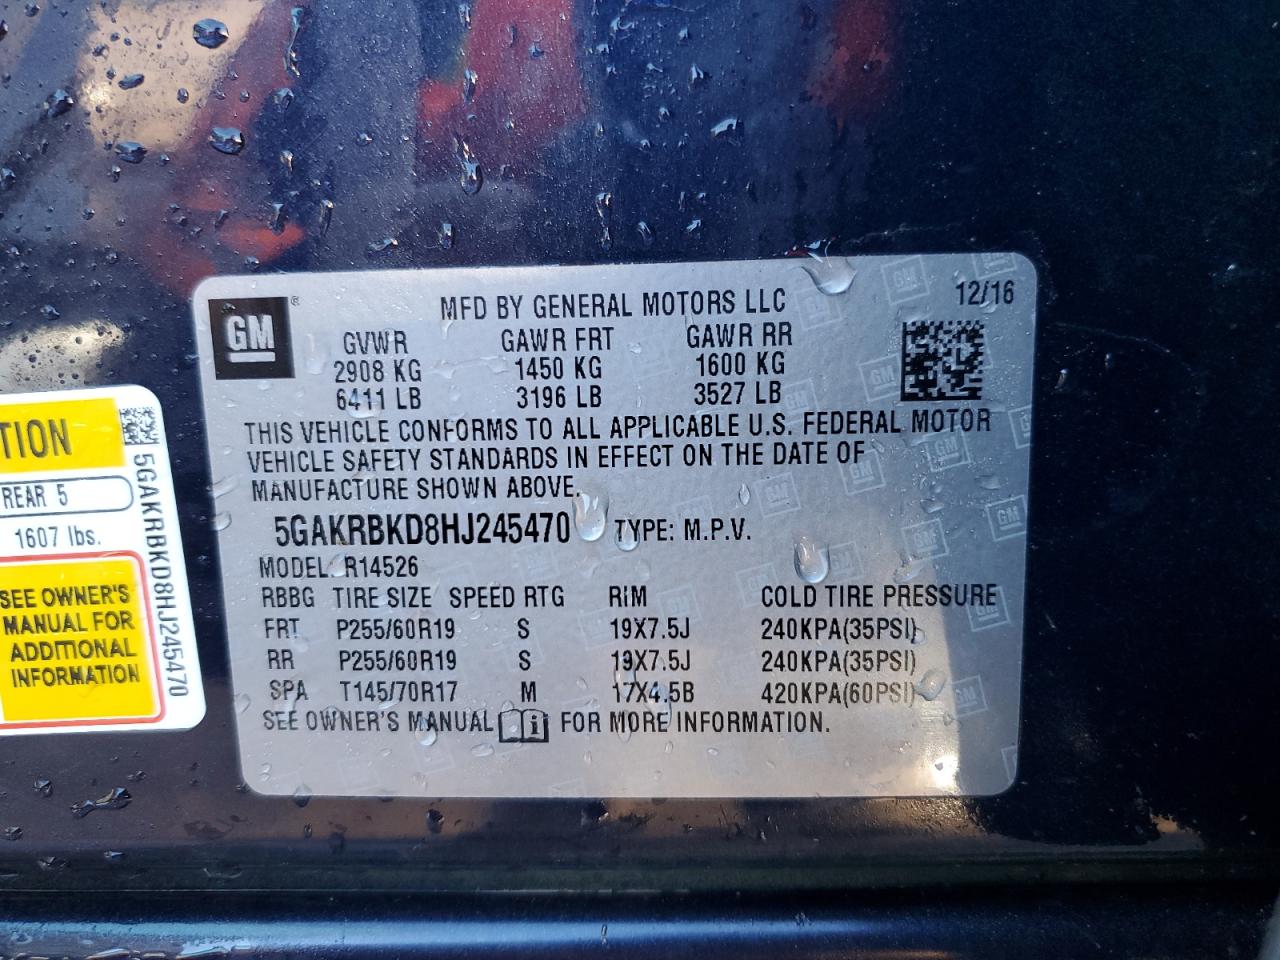 GM
MFD BY GENERAL MOTORS LLC
12/16
GVWR GAWR FRT GAWR RR
2908 KG 1450 KG 1600 KG
6411 LB 3196 LB 3527 LB
THIS VEHICLE CONFORMS TO ALL APPLICABLE U.S. FEDERAL MOTOR
VEHICLE SAFETY STANDARDS IN EFFECT ON THE DATE OF
MANUFACTURE SHOWN ABOVE.
5GAKRBKD8HJ245470 TYPE: M.P.V.
MODEL: R14526
RBBG TIRE SIZE SPEED RTG RIM COLD TIRE PRESSURE
FRT P255/60R19 S 19X7.5J 240KPA(35PSI)
RR P255/60R19 S 19X7.5J 240KPA(35PSI)
SPA T145/70R17 M 17X4.5B 420KPA(60PSI)
SEE OWNER'S MANUAL i FOR MORE INFORMATION.
TION
REAR 5
1607 lbs.
SEE OWNER'S
MANUAL FOR
ADDITIONAL
INFORMATION
5GAKRBKD8HJ245470